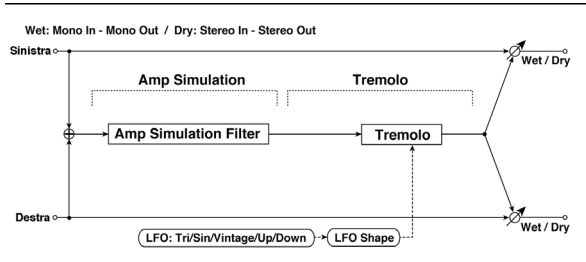 Wet: Mono In - Mono Out / Dry: Stereo In - Stereo Out
Sinistra
Wet / Dry
Amp Simulation
Tremolo
Amp Simulation Filter
Tremolo
Destra
Wet / Dry
LFO: Tri/Sin/Vintage/Up/Down
LFO Shape